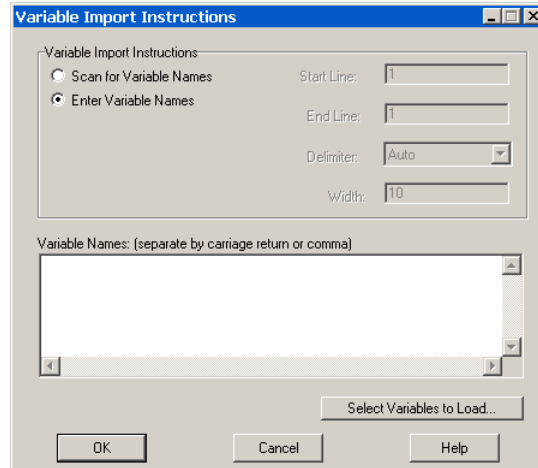 Variable Import Instructions
Variable Import Instructions
Scan for Variable Names
Start Line: 1
Enter Variable Names
End Line: 1
Delimiter: Auto
Width: 10
Variable Names: (separate by carriage return or comma)
Select Variables to Load...
OK Cancel Help